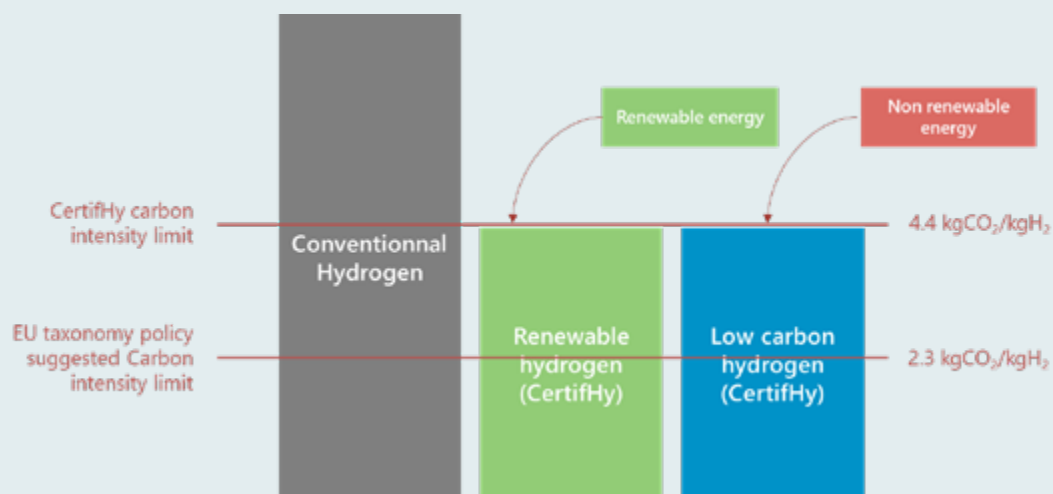 Renewable energy
Non renewable
energy
CertifHy carbon
intensity limit
4.4 kgCO₂/kgH₂
Conventionnal
Hydrogen
EU taxonomy policy
suggested Carbon
intensity limit
Renewable
hydrogen
(CertifHy)
Low carbon
hydrogen
(CertifHy)
2.3 kgCO₂/kgH₂